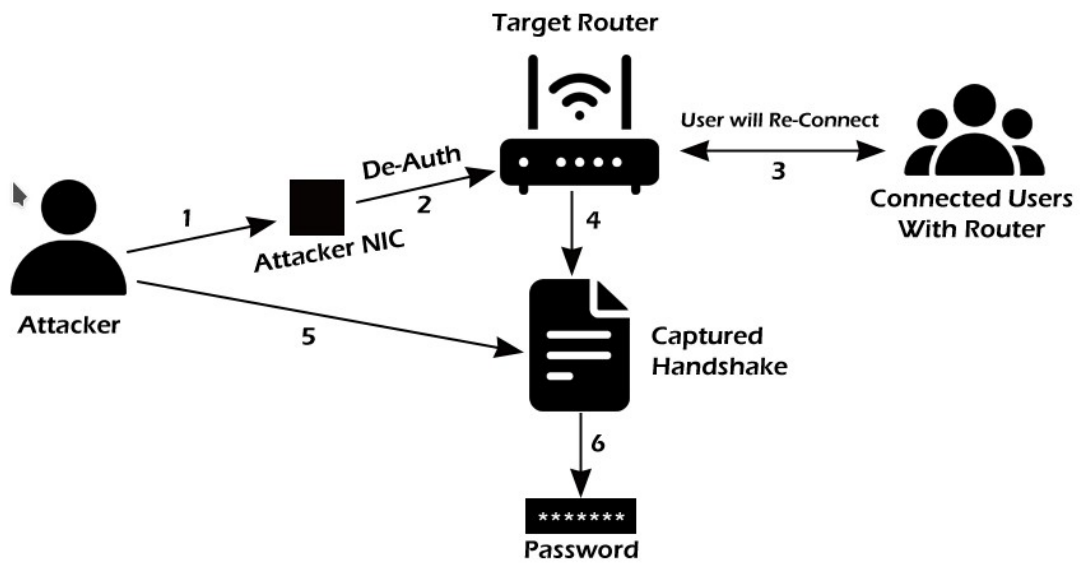 Target Router
User will Re-Connect
3
De-Auth
2
1
Attacker NIC
Connected Users
With Router
4
Attacker
5
Captured
Handshake
6
*******
Password